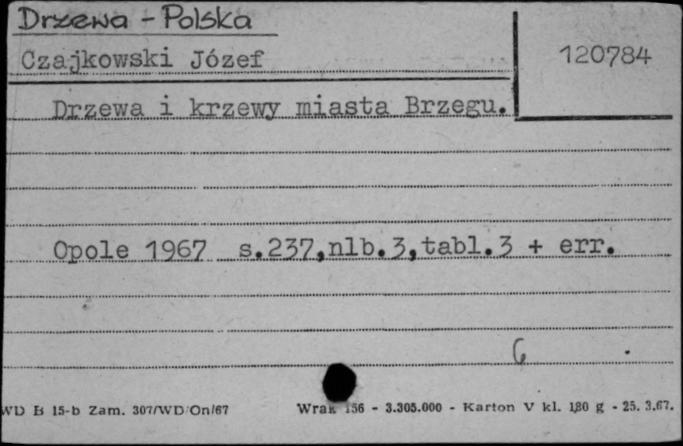 Drzewa - Polska
Czajkowski Józef
120784
Drzewa i krzewy miasta Brzegu.
Opole 1967 s.237,nlb.3,tabl.3 + err.
6
WD B 15-b Zam. 307/WD/On/67 156 - 3.305.000 - Karton V kl. 180 g - 25. 3.67.